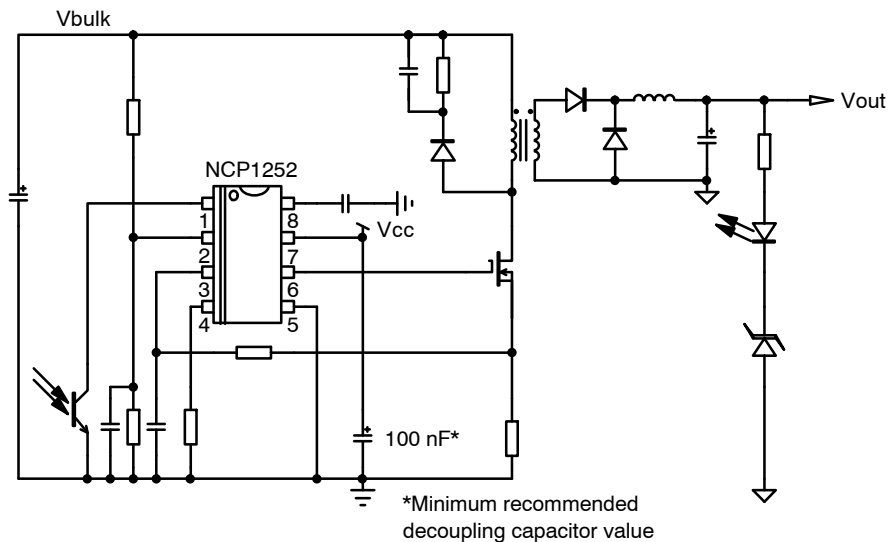 Vbulk
Vout
NCP1252
1
8
Vcc
2
7
3
6
4
5
100 nF*
*Minimum recommended
decoupling capacitor value